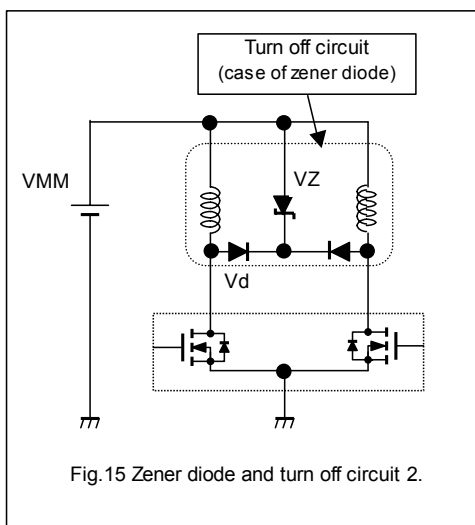 Turn off circuit
(case of zener diode)
VMM
VZ
Vd
Fig.15 Zener diode and turn off circuit 2.